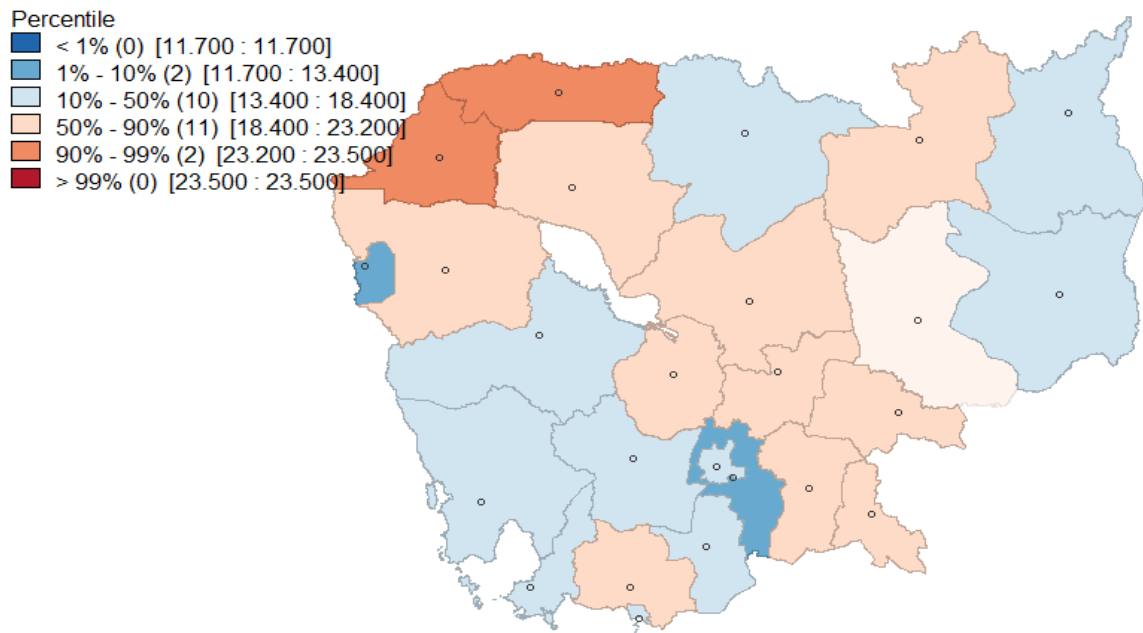 Percentile
< 1% (0) [11.700 : 11.700]
1% - 10% (2) [11.700 : 13.400]
10% - 50% (10) [13.400 : 18.400]
50% - 90% (11) [18.400 : 23.200]
90% - 99% (2) [23.200 : 23.500]
> 99% (0) [23.500 : 23.500]